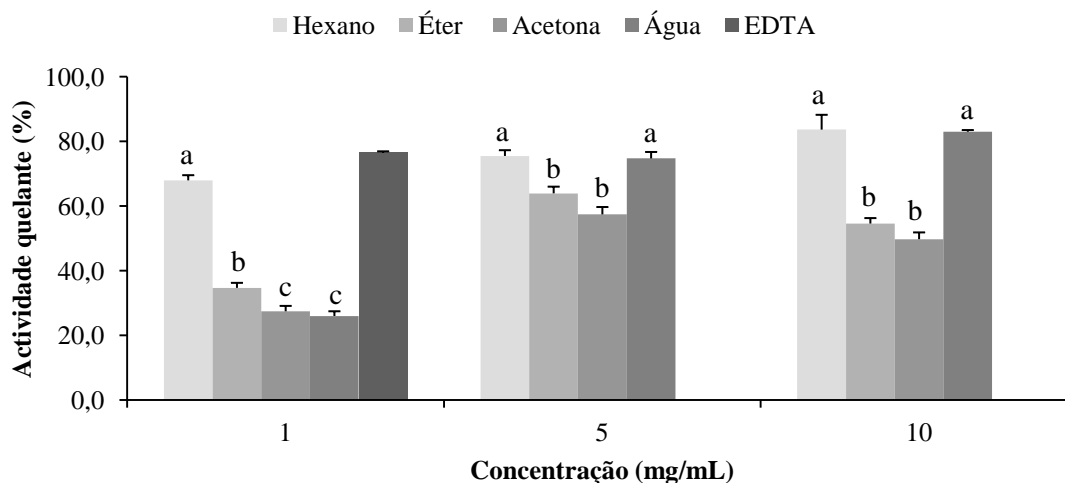 Hexano Éter Acetona Água EDTA
Actividade quelante (%)
100,0
80,0
60,0
40,0
20,0
0,0
a b c c
a b b a
a b b a
1 5 10
Concentração (mg/mL)